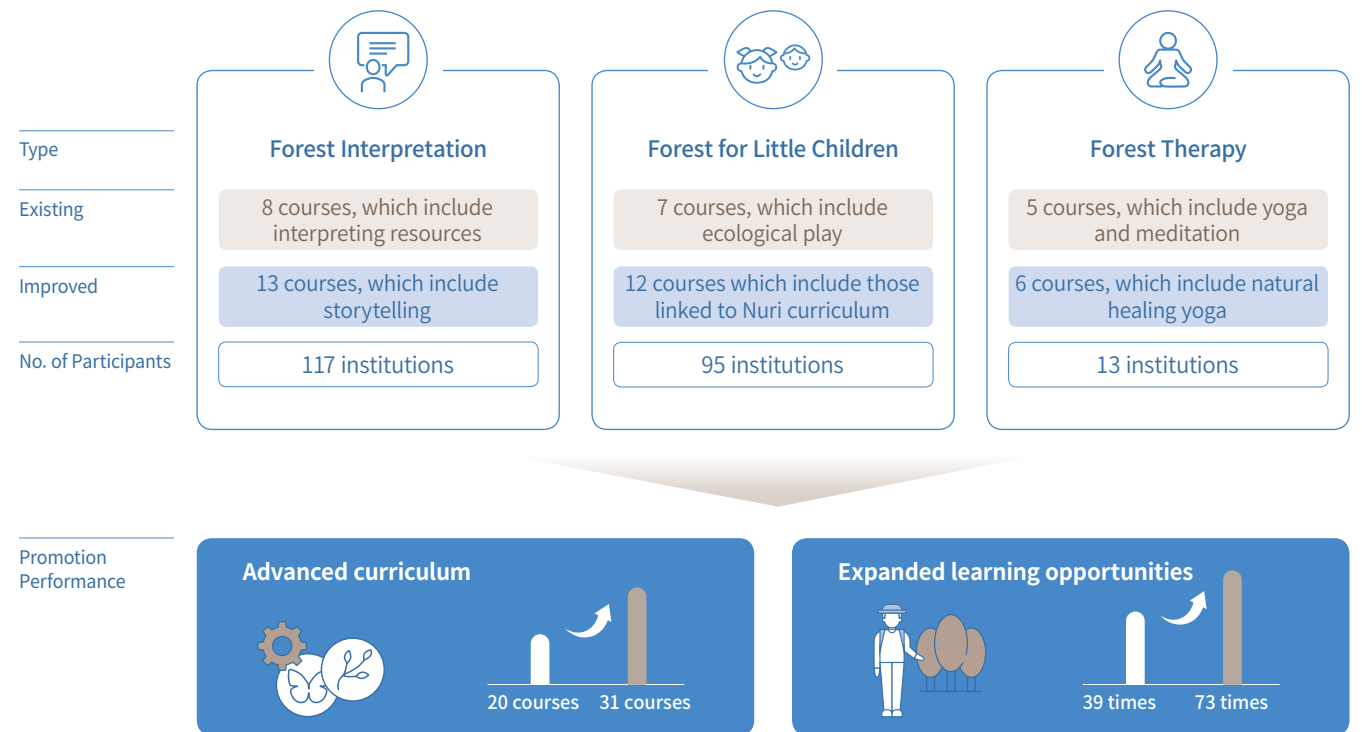 Type
Forest Interpretation
Forest for Little Children
Forest Therapy
Existing
8 courses, which include
interpreting resources
7 courses, which include
ecological play
5 courses, which include yoga
and meditation
Improved
13 courses, which include
storytelling
12 courses which include those
linked to Nuri curriculum
6 courses, which include natural
healing yoga
No. of Participants
117 institutions
95 institutions
13 institutions
Promotion
Performance
Advanced curriculum
20 courses
31 courses
Expanded learning opportunities
39 times
73 times